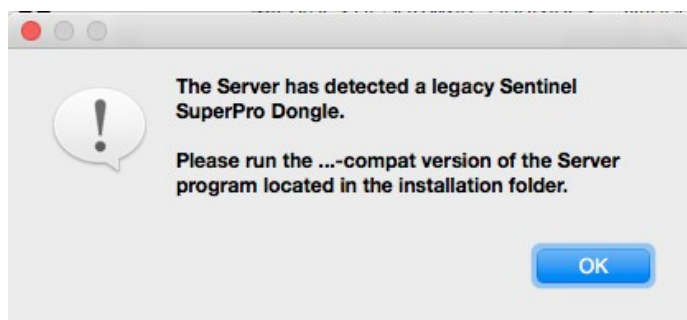 The Server has detected a legacy Sentinel
SuperPro Dongle.
Please run the ...-compat version of the Server
program located in the installation folder.
OK